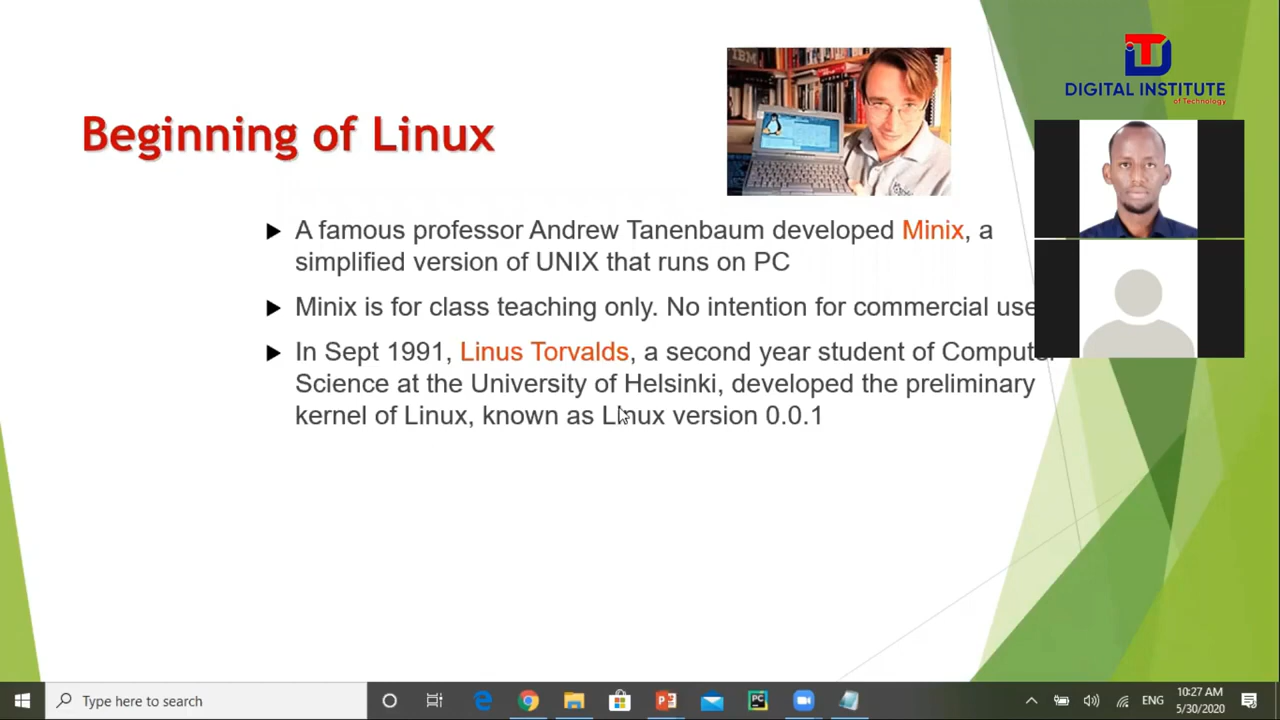 DIGITAL INSTITUTE
of Technology
Beginning of Linux
A famous professor Andrew Tanenbaum developed Minix, a
simplified version of UNIX that runs on PC
Minix is for class teaching only. No intention for commercial use
In Sept 1991, Linus Torvalds, a second year student of Computer
Science at the University of Helsinki, developed the preliminary
kernel of Linux, known as Linux version 0.0.1
Type here to search
ENG
10:27 AM
5/30/2020